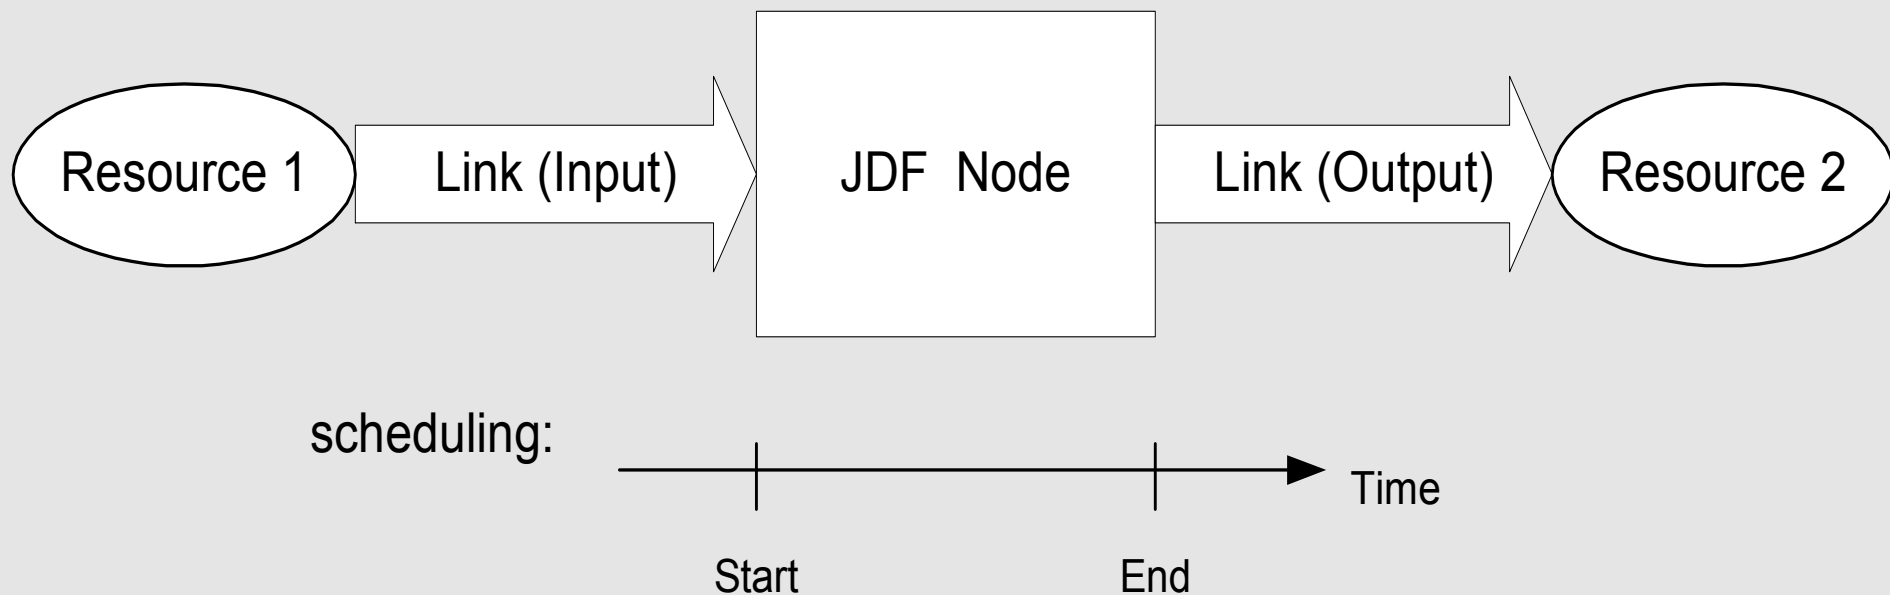 Resource 1
Link (Input)
JDF Node
Link (Output)
Resource 2
scheduling:
Time
Start
End